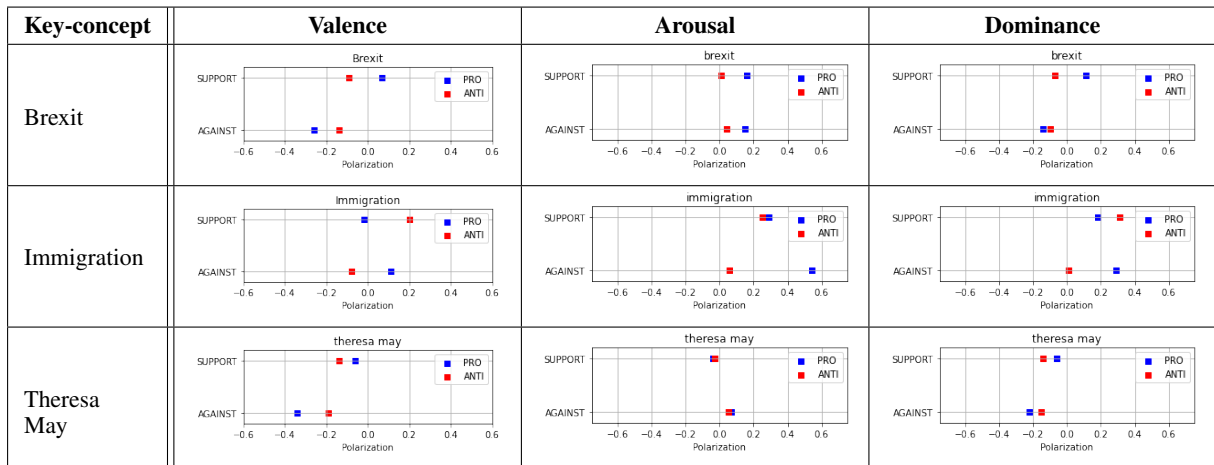 Key-concept Valence Arousal Dominance
Brexit
Brexit
SUPPORT
AGAINST
PRO
ANTI
−0.6 −0.4 −0.2 0.0 0.2 0.4 0.6
Polarization
brexit
SUPPORT
AGAINST
PRO
ANTI
−0.6 −0.4 −0.2 0.0 0.2 0.4 0.6
Polarization
brexit
SUPPORT
AGAINST
PRO
ANTI
−0.6 −0.4 −0.2 0.0 0.2 0.4 0.6
Polarization
Immigration
Immigration
SUPPORT
AGAINST
PRO
ANTI
−0.6 −0.4 −0.2 0.0 0.2 0.4 0.6
Polarization
immigration
SUPPORT
AGAINST
PRO
ANTI
−0.6 −0.4 −0.2 0.0 0.2 0.4 0.6
Polarization
immigration
SUPPORT
AGAINST
PRO
ANTI
−0.6 −0.4 −0.2 0.0 0.2 0.4 0.6
Polarization
Theresa
May
theresa may
SUPPORT
AGAINST
PRO
ANTI
−0.6 −0.4 −0.2 0.0 0.2 0.4 0.6
Polarization
theresa may
SUPPORT
AGAINST
PRO
ANTI
−0.6 −0.4 −0.2 0.0 0.2 0.4 0.6
Polarization
theresa may
SUPPORT
AGAINST
PRO
ANTI
−0.6 −0.4 −0.2 0.0 0.2 0.4 0.6
Polarization